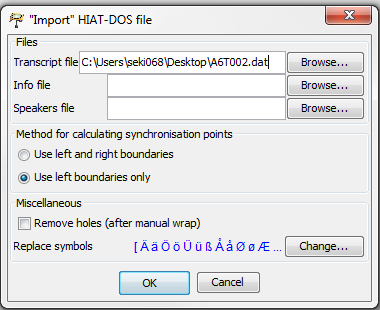 "Import" HIAT-DOS file
Files
Transcript file C:\Users\seki068\Desktop\A6T002.dat Browse...
Info file Browse...
Speakers file Browse...
Method for calculating synchronisation points
Use left and right boundaries
Use left boundaries only
Miscellaneous
Remove holes (after manual wrap)
Replace symbols [ Ä ä Ö ö Ü ü ß Å å Ø ø Æ ... Change...
OK Cancel